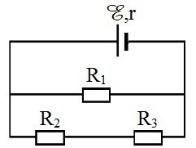 ℰ,r
R₁
R₂ R₃